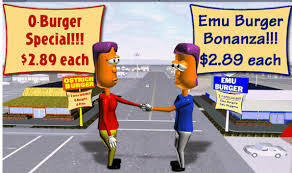 O-Burger
Special!!!
$2.89 each
Emu Burger
Bonanza!!!
$2.89 each
OSTRICH
BURGER
EMU
BURGER